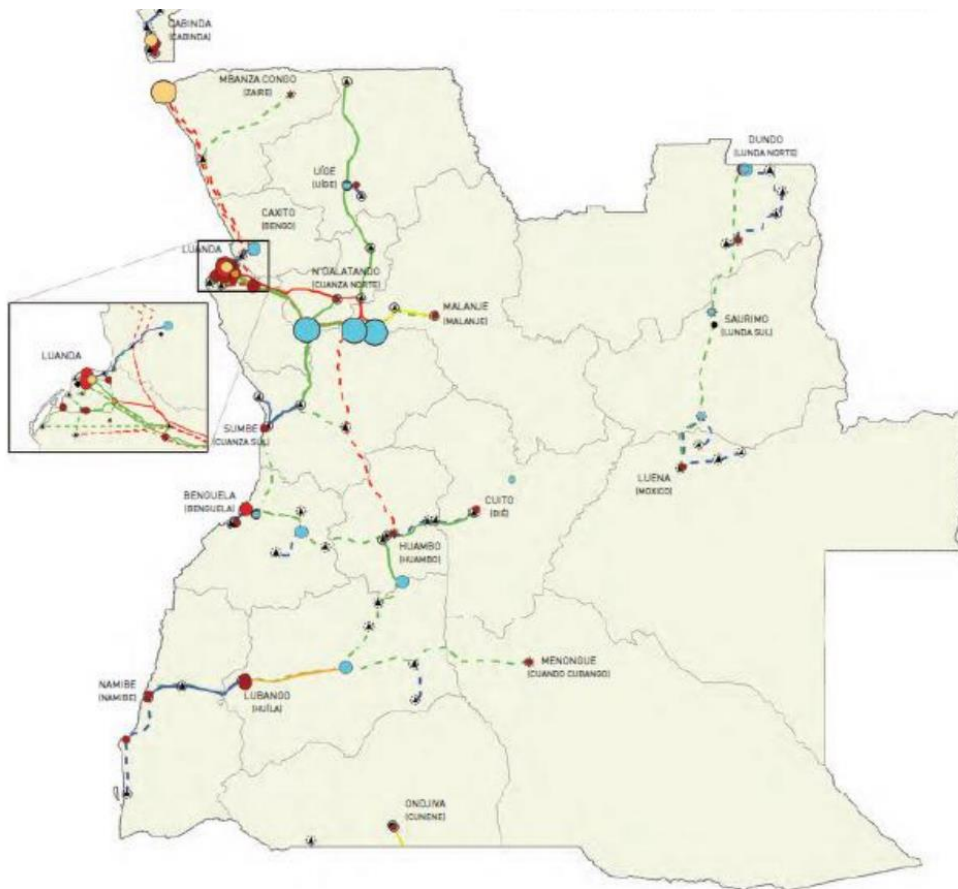 CABINDA
(CABINDA)
MBANZA CONGO
(ZAIRE)
DUNDO
(LUNDA NORTE)
UÍGE
(UÍGE)
CAXITO
(BENGO)
LUANDA
N'DALATANDO
(CUANZA NORTE)
MALANJE
(MALANJE)
SAURIMO
(LUNDA SUL)
LUANDA
SUMBE
(CUANZA SUL)
LUENA
(MOXICO)
BENGUELA
(BENGUELA)
CUITO
(BIÉ)
HUAMBO
(HUAMBO)
MENONGUE
(CUANDO CUBANGO)
NAMIBE
(NAMIBE)
LUBANGO
(HUÍLA)
ONDJIVA
(CUNENE)